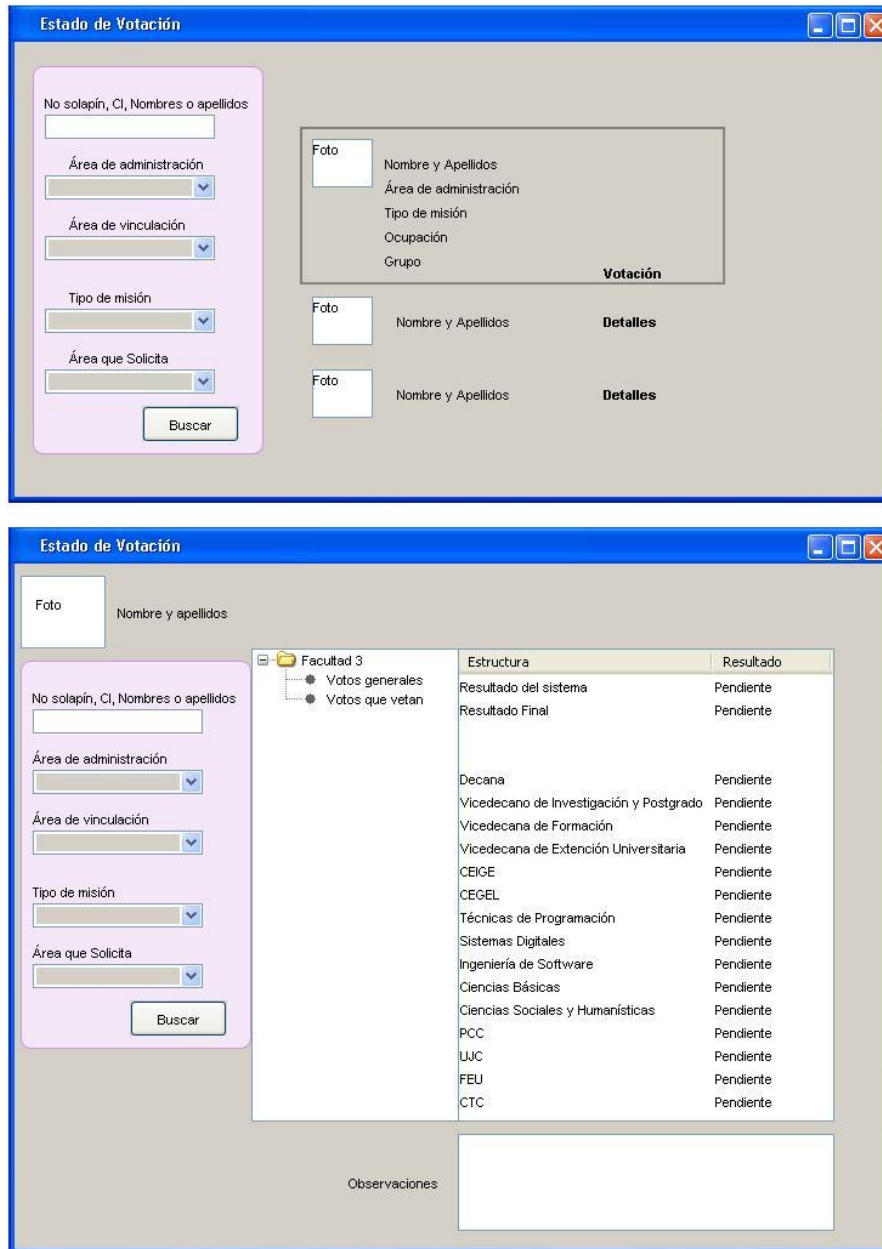 Estado de Votación
No solapín, CI, Nombres o apellidos
Área de administración
Área de vinculación
Tipo de misión
Área que Solicita
Buscar
Foto
Nombre y Apellidos
Área de administración
Tipo de misión
Ocupación
Grupo
Votación
Foto
Nombre y Apellidos Detalles
Foto
Nombre y Apellidos Detalles
Estado de Votación
Foto
Nombre y apellidos
No solapín, CI, Nombres o apellidos
Área de administración
Área de vinculación
Tipo de misión
Área que Solicita
Buscar
Facultad 3
Votos generales
Votos que vetan
Estructura Resultado
Resultado del sistema Pendiente
Resultado Final Pendiente
Decana Pendiente
Vicedecano de Investigación y Postgrado Pendiente
Vicedecana de Formación Pendiente
Vicedecana de Extención Universitaria Pendiente
CEIGE Pendiente
CEGEL Pendiente
Técnicas de Programación Pendiente
Sistemas Digitales Pendiente
Ingeniería de Software Pendiente
Ciencias Básicas Pendiente
Ciencias Sociales y Humanísticas Pendiente
PCC Pendiente
UJC Pendiente
FEU Pendiente
CTC Pendiente
Observaciones